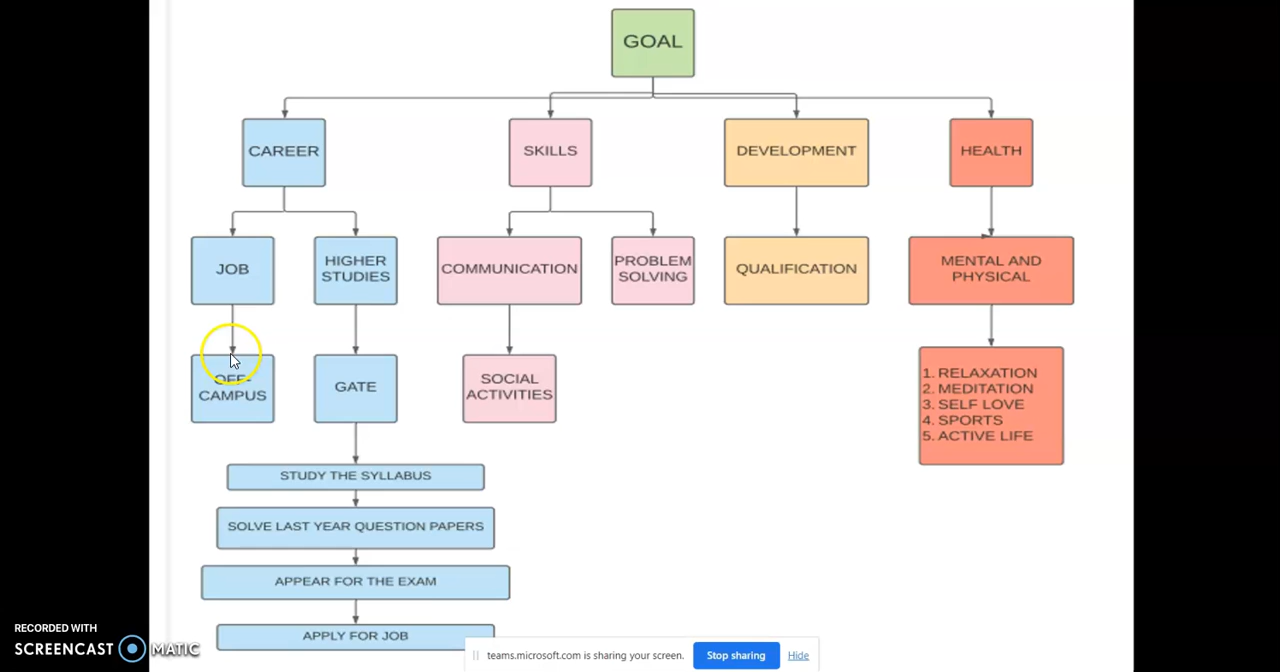 GOAL
CAREER
SKILLS
DEVELOPMENT
HEALTH
JOB
HIGHER
STUDIES
COMMUNICATION
PROBLEM
SOLVING
QUALIFICATION
MENTAL AND
PHYSICAL
OFF-
CAMPUS
GATE
SOCIAL
ACTIVITIES
1. RELAXATION
2. MEDITATION
3. SELF LOVE
4. SPORTS
5. ACTIVE LIFE
STUDY THE SYLLABUS
SOLVE LAST YEAR QUESTION PAPERS
APPEAR FOR THE EXAM
APPLY FOR JOB
RECORDED WITH
SCREENCAST MATIC
teams.microsoft.com is sharing your screen.
Stop sharing
Hide